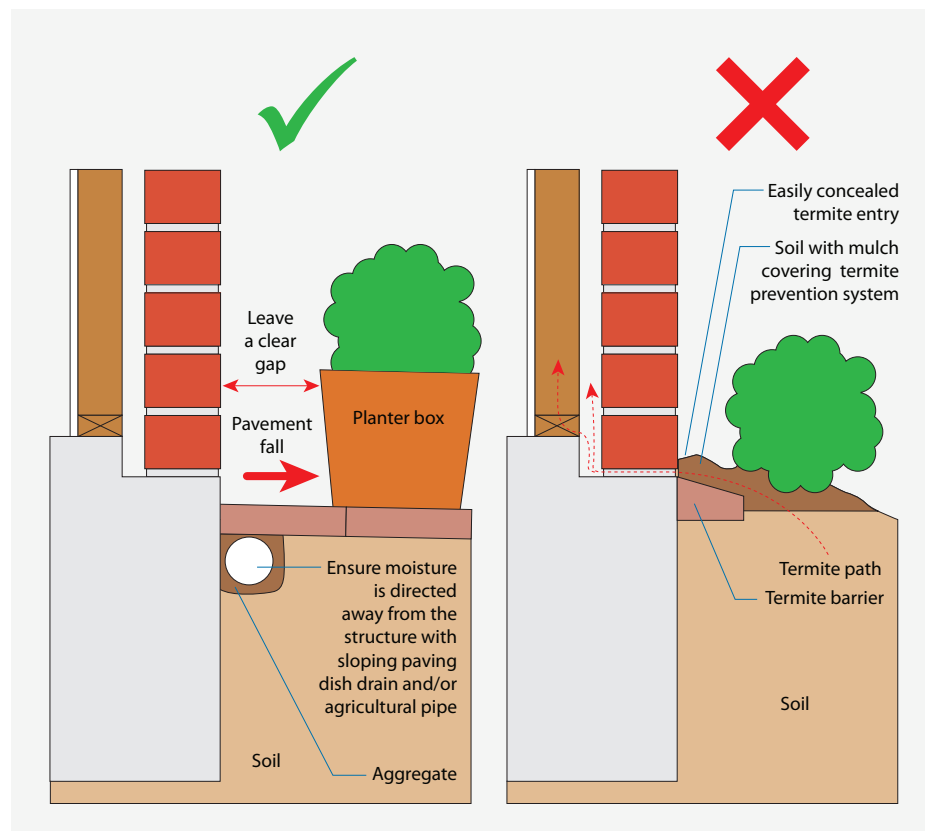 Leave
a clear
gap
Pavement
fall
Planter box
Ensure moisture
is directed
away from the
structure with
sloping paving
dish drain and/or
agricultural pipe
Soil
Aggregate
Easily concealed
termite entry
Soil with mulch
covering termite
prevention system
Termite path
Termite barrier
Soil